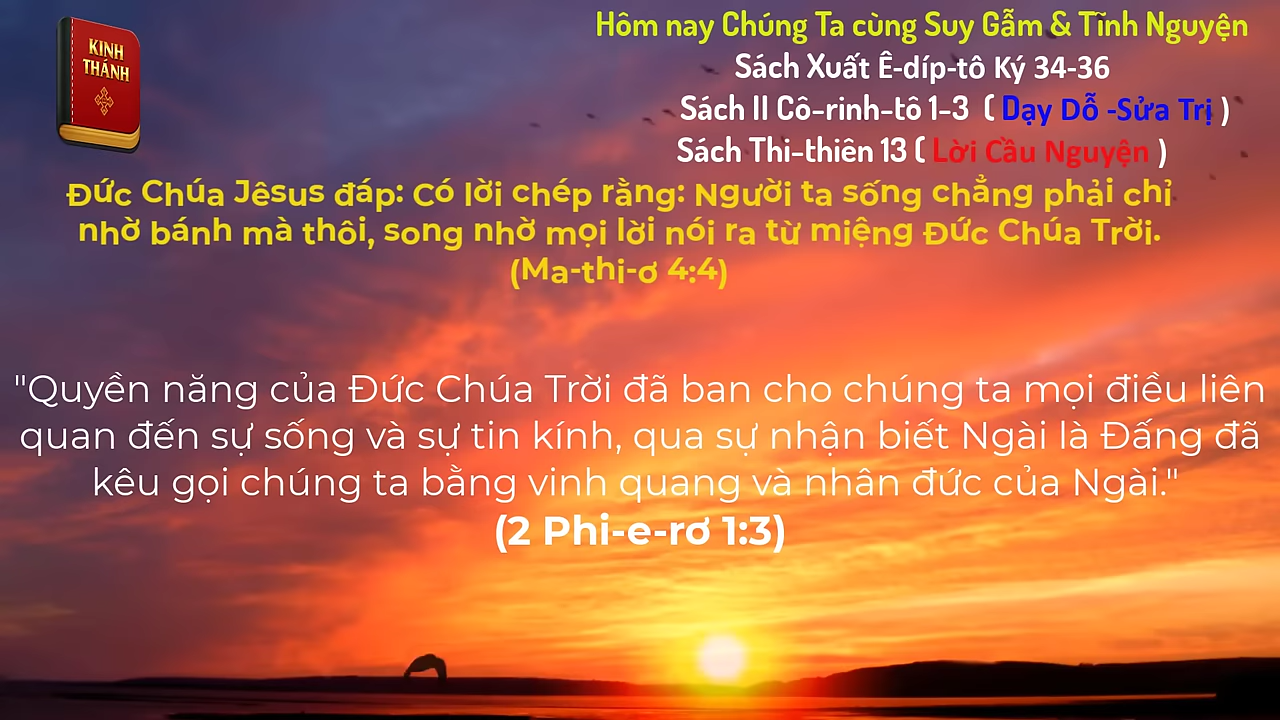 KINH
THÁNH
Hôm nay Chúng Ta cùng Suy Gẫm & Tĩnh Nguyện
Sách Xuất Ê-díp-tô Ký 34-36
Sách II Cô-rinh-tô 1-3 ( Dạy Dỗ -Sửa Trị )
Sách Thi-thiên 13 ( Lời Cầu Nguyện )
Đức Chúa Jêsus đáp: Có lời chép rằng: Người ta sống chẳng phải chỉ
nhờ bánh mà thôi, song nhờ mọi lời nói ra từ miệng Đức Chúa Trời.
(Ma-thi-ơ 4:4)
"Quyền năng của Đức Chúa Trời đã ban cho chúng ta mọi điều liên
quan đến sự sống và sự tin kính, qua sự nhận biết Ngài là Đấng đã
kêu gọi chúng ta bằng vinh quang và nhân đức của Ngài."
(2 Phi-e-rơ 1:3)